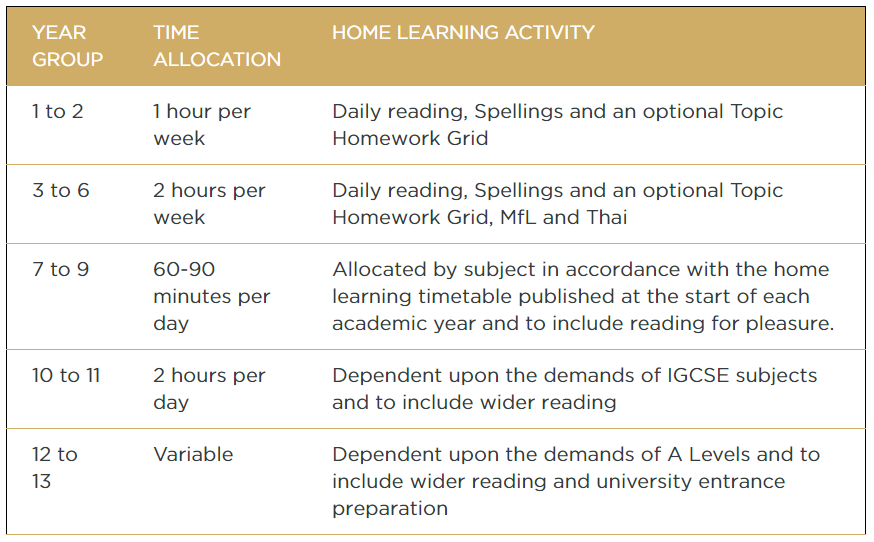 YEAR GROUP
TIME ALLOCATION
HOME LEARNING ACTIVITY
1 to 2
1 hour per
week
Daily reading, Spellings and an optional Topic
Homework Grid
3 to 6
2 hours per
week
Daily reading, Spellings and an optional Topic
Homework Grid, MfL and Thai
7 to 9
60-90
minutes per
day
Allocated by subject in accordance with the home
learning timetable published at the start of each
academic year and to include reading for pleasure.
10 to 11
2 hours per
day
Dependent upon the demands of IGCSE subjects
and to include wider reading
12 to
13
Variable
Dependent upon the demands of A Levels and to
include wider reading and university entrance
preparation